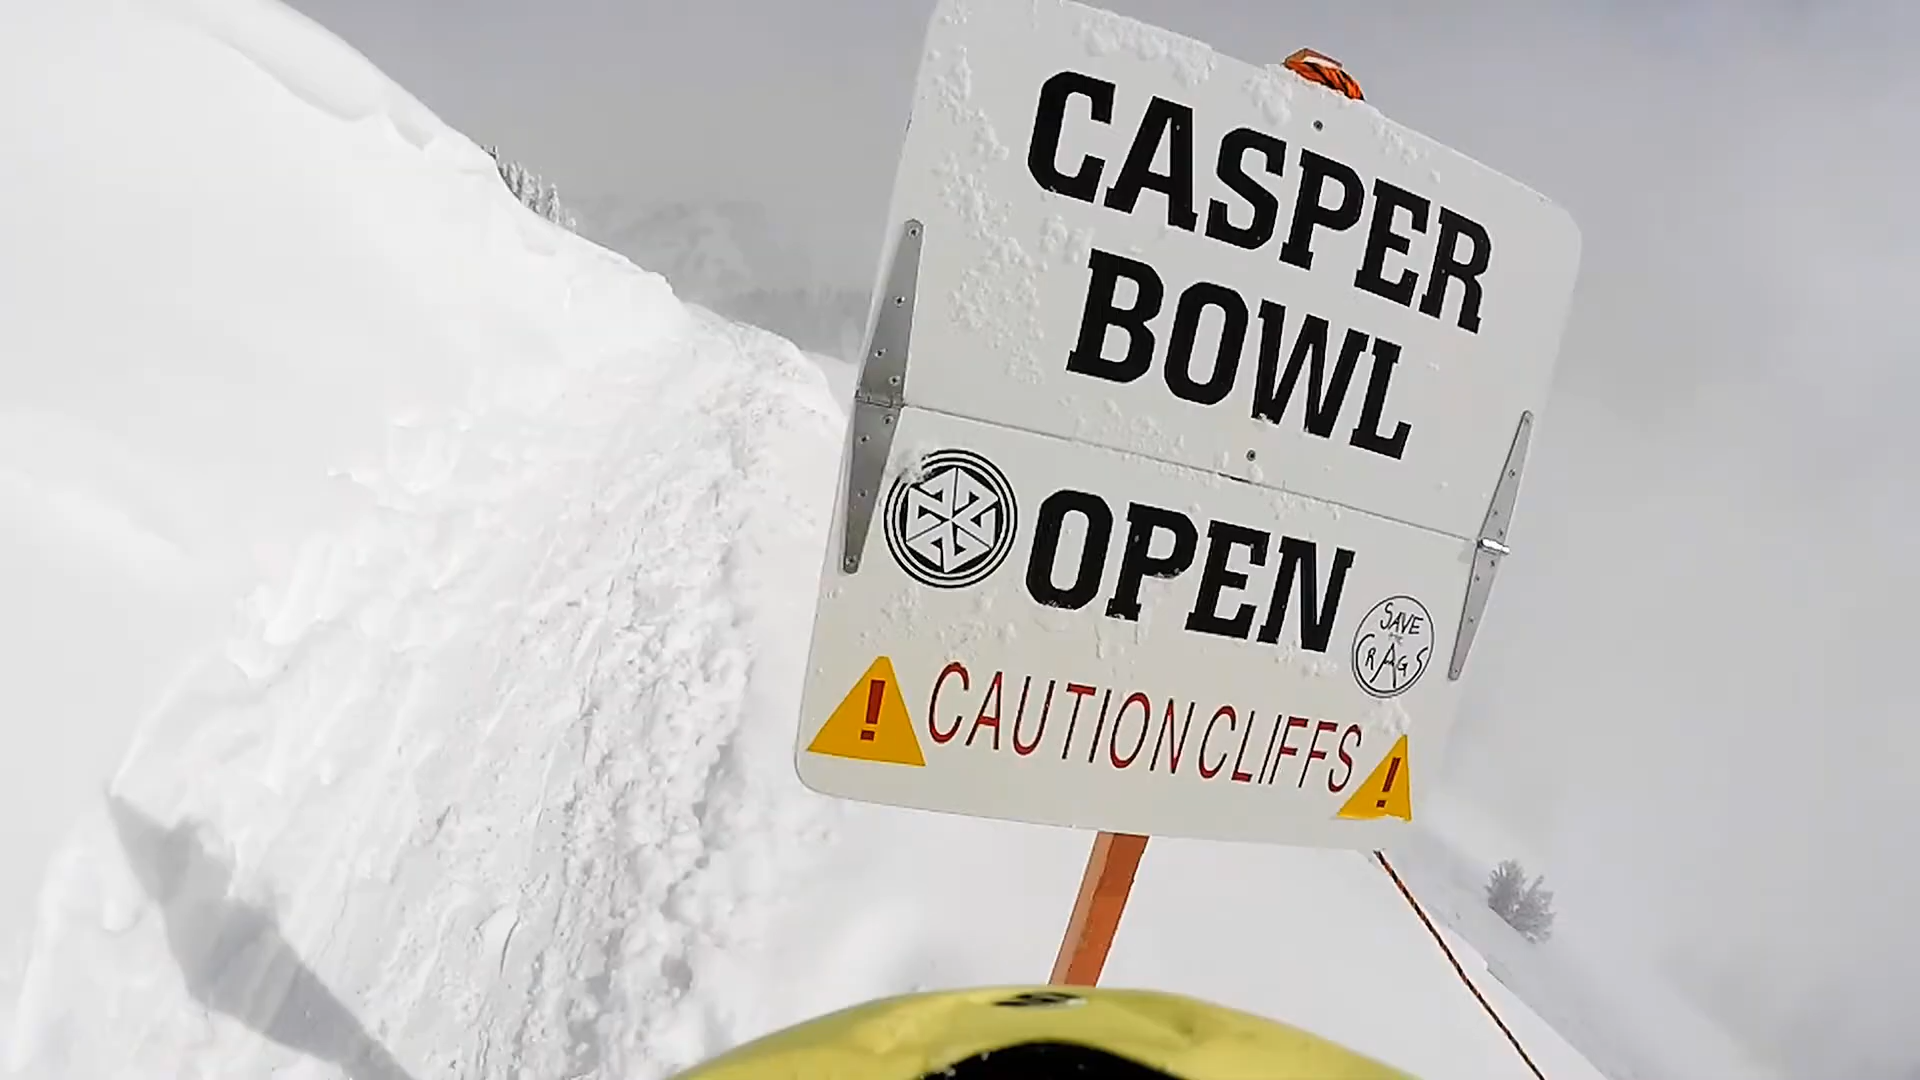 CASPER
BOWL
OPEN
SAVE
THE
CRAGS
! CAUTION CLIFFS !